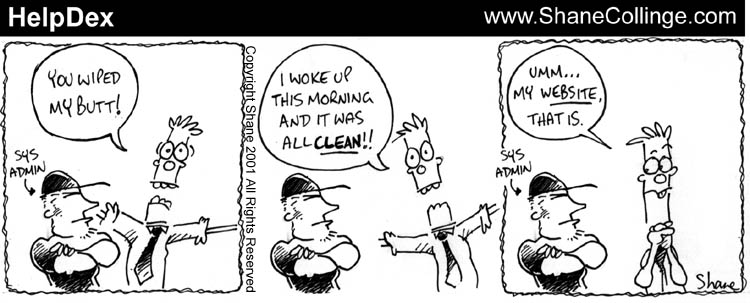 HelpDex
www.ShaneCollinge.com
YOU WIPED
MY BUTT!
SYS
ADMIN
Copyright Shane 2001 All Rights Reserved
I WOKE UP
THIS MORNING
AND IT WAS
ALL CLEAN!!
UMM...
MY WEBSITE,
THAT IS.
SYS
ADMIN
Shane